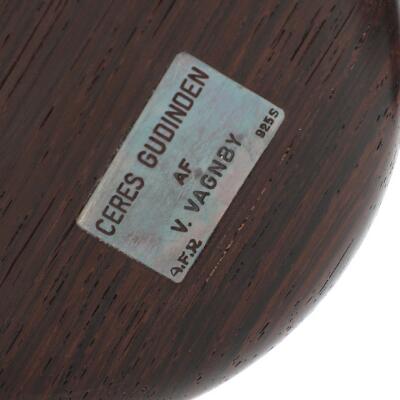 CERES GUDINDEN
AF
V. VAGNBY
A.F.R 925S